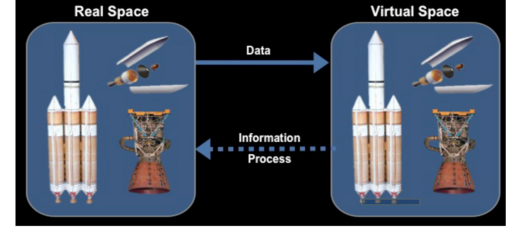 Real Space
Virtual Space
Data
Information
Process